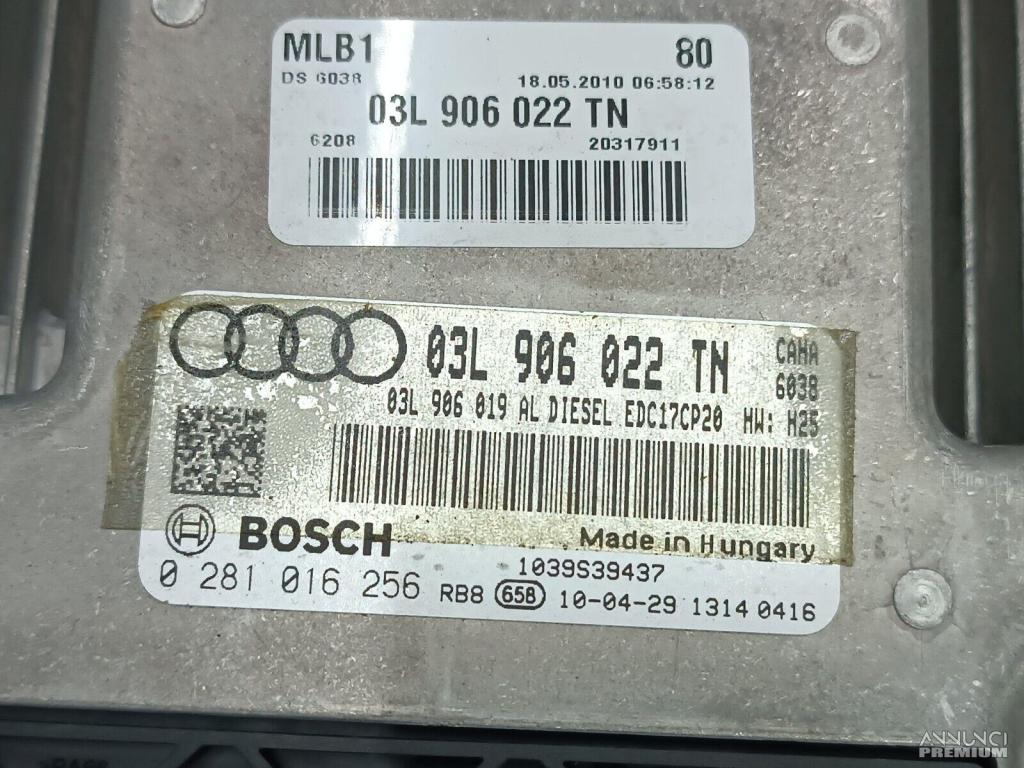 MLB1 80
DS 6038 18.05.2010 06:58:12
03L 906 022 TN
6208 20317911
03L 906 022 TN CAHA
6038
03L 906 019 AL DIESEL EDC17CP20 HW: H25
BOSCH Made in Hungary
1039S39437
0 281 016 256 RB8 658 10-04-29 1314 0416
ANNUNCI
PREMIUM